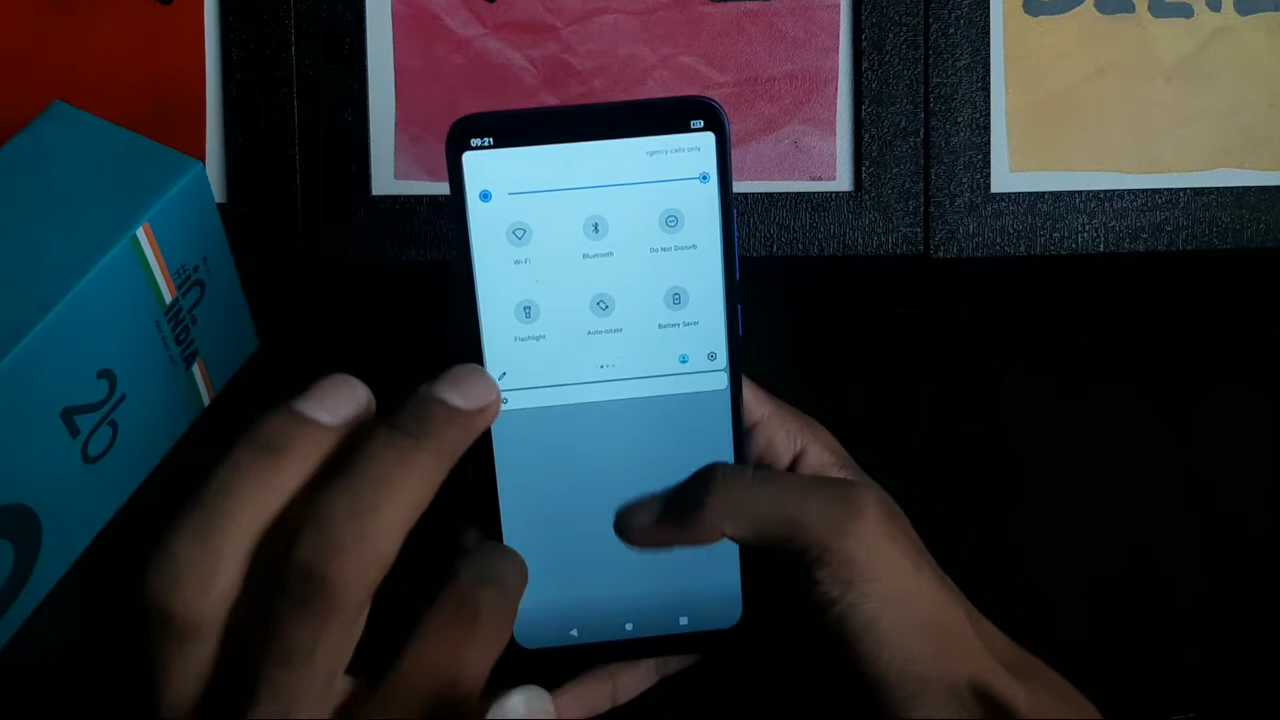 09:21
rgency calls only
Wi-Fi
Bluetooth
Do Not Disturb
Flashlight
Auto-rotate
Battery Saver
#in
INDIA
2b